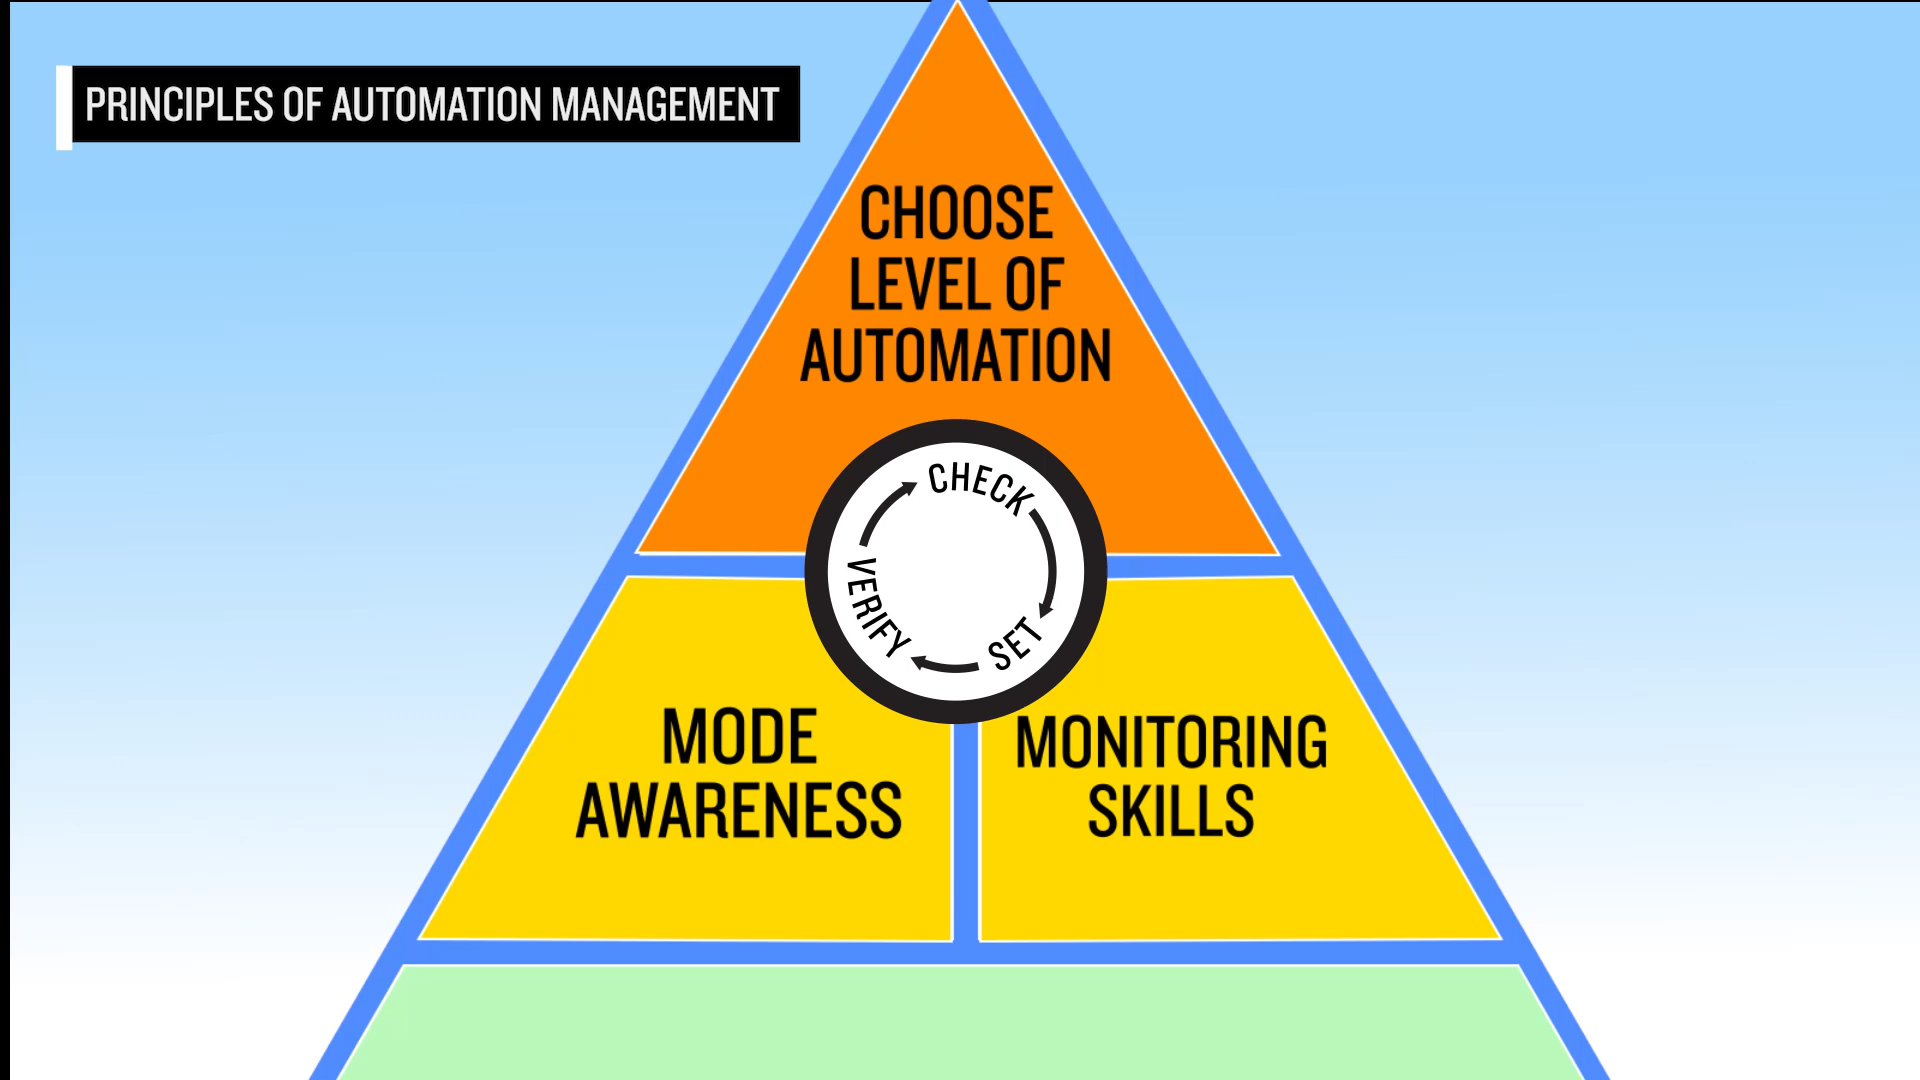 PRINCIPLES OF AUTOMATION MANAGEMENT
CHOOSE
LEVEL OF
AUTOMATION
CHECK
SET
VERIFY
MODE
AWARENESS
MONITORING
SKILLS